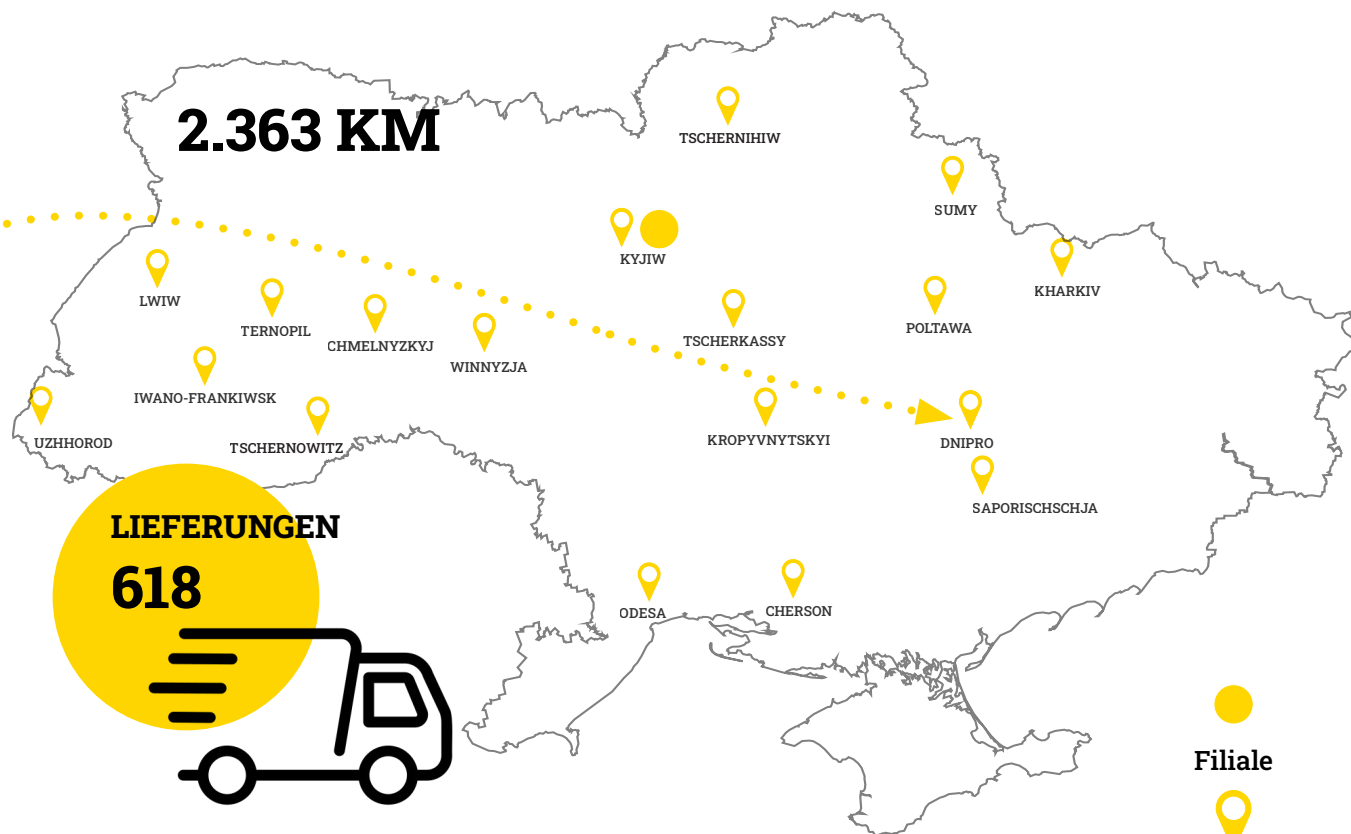 2.363 KM
TSCHERNIHIW
SUMY
KYJIW
KHARKIV
LWIW
TERNOPIL
CHMELNYZKYJ
WINNYZJA
TSCHERKASSY
POLTAWA
IWANO-FRANKIWSK
UZHHOROD
TSCHERNOWITZ
KROPYVNYTSKYI
DNIPRO
SAPORISCHSCHJA
LIEFERUNGEN
618
ODESA
CHERSON
Filiale